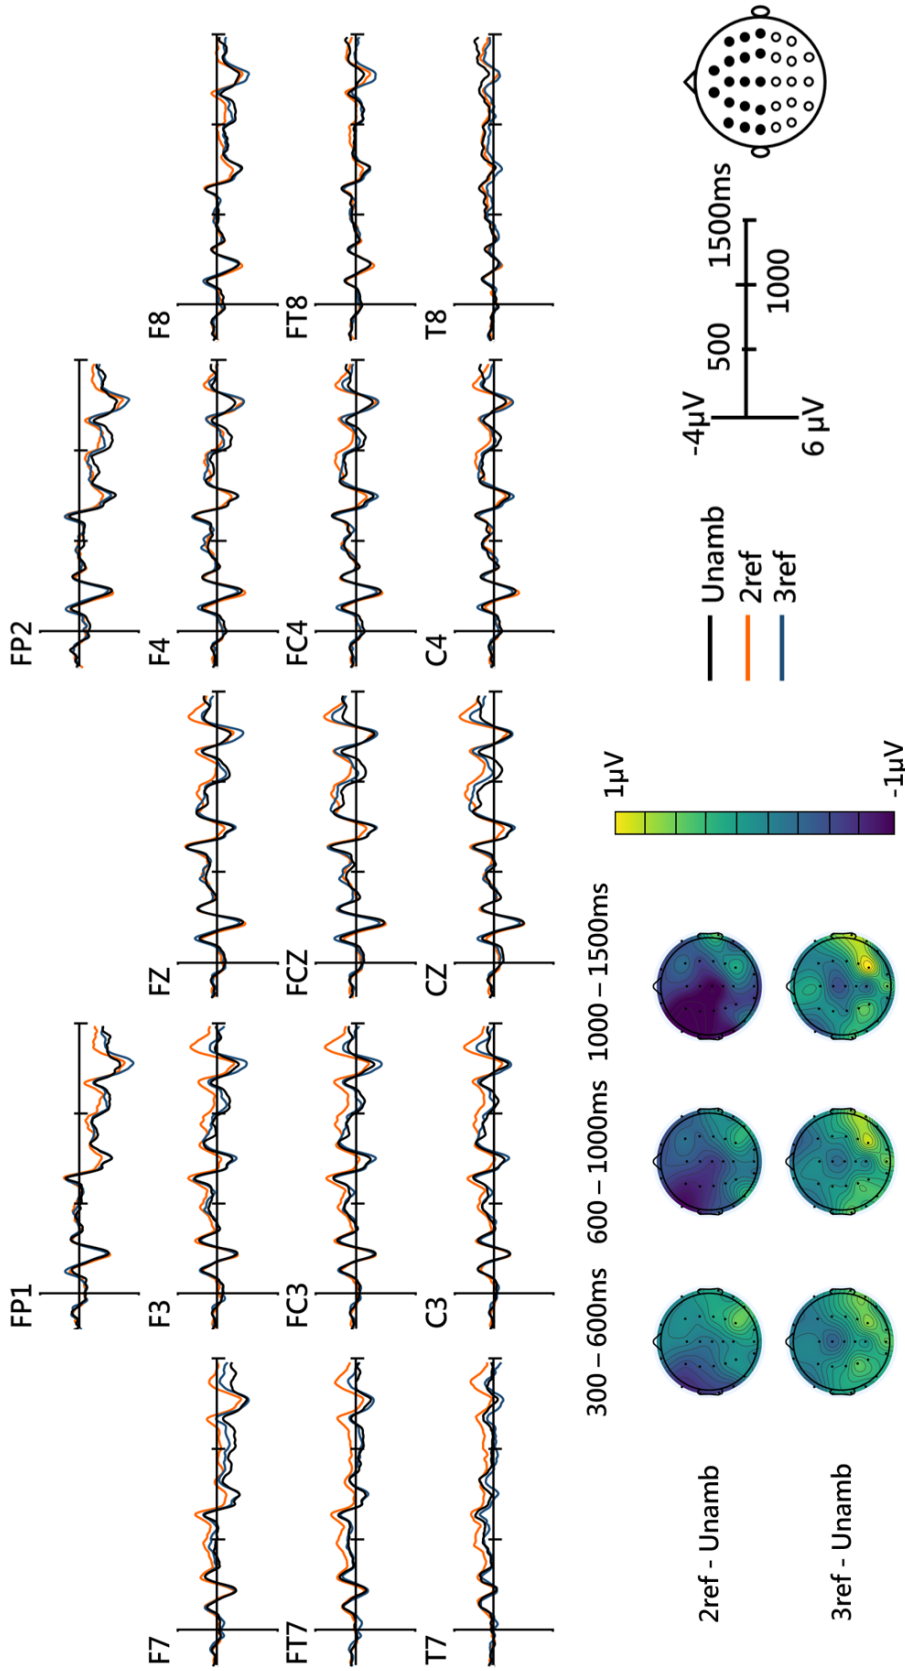 FP1
FP2
F7
F3
FZ
F4
F8
FT7
FC3
FCZ
FC4
FT8
T7
C3
CZ
C4
T8
300 – 600ms
600 – 1000ms
1000 – 1500ms
2ref - Unamb
3ref - Unamb
1µV
-1µV
Unamb
2ref
3ref
-4µV
6 µV
500
1000
1500ms